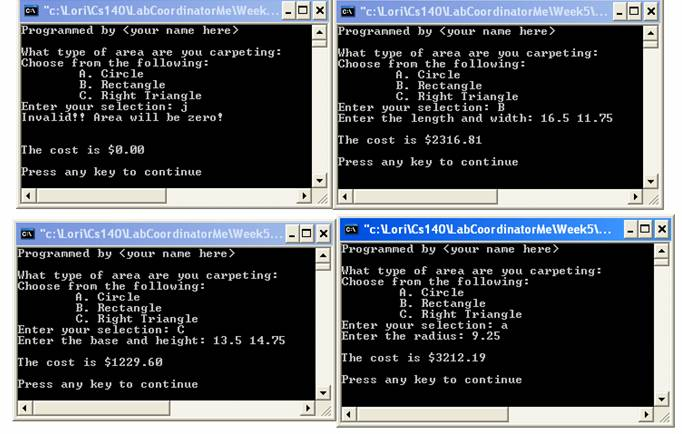 "c:\Lori\Cs140\LabCoordinatorMe\Week...
Programmed by <your name here>
What type of area are you carpeting:
Choose from the following:
A. Circle
B. Rectangle
C. Right Triangle
Enter your selection: j
Invalid!! Area will be zero!
The cost is $0.00
Press any key to continue
"c:\Lori\Cs140\LabCoordinatorMe\Week5\...
Programmed by <your name here>
What type of area are you carpeting:
Choose from the following:
A. Circle
B. Rectangle
C. Right Triangle
Enter your selection: B
Enter the length and width: 16.5 11.75
The cost is $2316.81
Press any key to continue
"c:\Lori\Cs140\LabCoordinatorMe\Week5...
Programmed by <your name here>
What type of area are you carpeting:
Choose from the following:
A. Circle
B. Rectangle
C. Right Triangle
Enter your selection: C
Enter the base and height: 13.5 14.75
The cost is $1229.60
Press any key to continue
"c:\Lori\Cs140\LabCoordinatorMe\Week5\...
Programmed by <your name here>
What type of area are you carpeting:
Choose from the following:
A. Circle
B. Rectangle
C. Right Triangle
Enter your selection: a
Enter the radius: 9.25
The cost is $3212.19
Press any key to continue